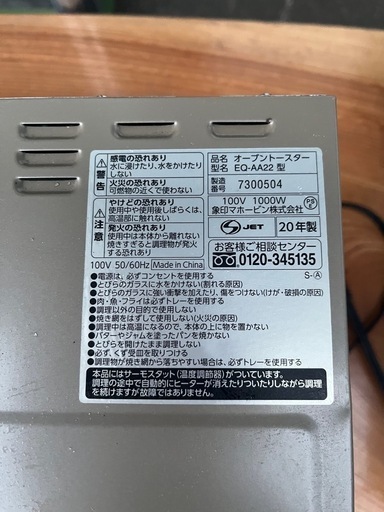 警告
感電の恐れあり
水に浸けたり、水をかけたり
しない
火災の恐れあり
可燃物の近くで使わない
注意
やけどの恐れあり
使用中や使用後しばらくは、
高温部に触れない
発火の恐れあり
使用中は本体から離れない
焼きすぎると調理物が発火
する恐れあり
100V 50/60Hz Made in China
品名 オーブントースター
型名 EQ-AA22 型
製造番号 7300504
100V 1000W
PSE
象印マホービン株式会社
S JET 20年製
お客様ご相談センター
0120-345135
S-Ⓐ
●電源は、必ずコンセントを使用する
●とびらのガラスに水をかけない(割れる原因)
●とびらのガラスに強い衝撃を加えたり、傷をつけない(けが・破損の原因)
●肉・魚・フライは必ずトレーを使用する
●調理以外の目的で使用しない
●焼き網をはずして使用しない
●調理中は高温になるので、本体の上に物を置かない
●バターやジャムを塗ったパンを焼かない
●とびらを開けたまま調理しない
●必ず、くず受皿を取りつける
●調理物が焼き網から落ちやすい場合は、必ずトレーを使用する
本品にはサーモスタット(温度調節器)がついています。
調理の途中で自動的にヒーターが消えたりついたりしながら調理
を続けますが故障ではありません。